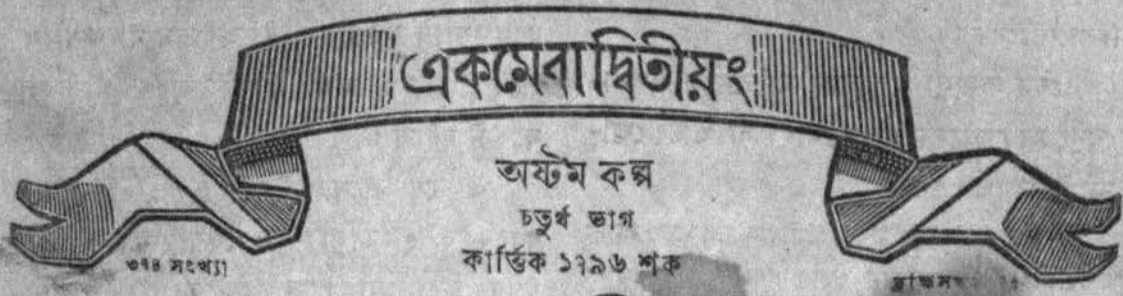 একমেবাদ্বিতীয়ং
অষ্টম কল্প
চতুর্থ ভাগ
কার্ত্তিক ১৭৯৬ শক
৩৭৪ সংখ্যা